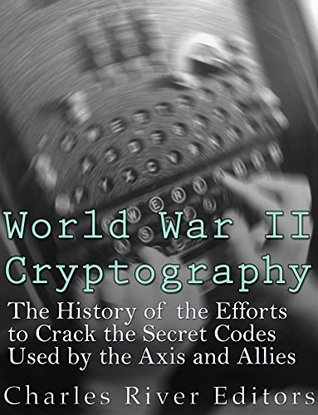 World War II
Cryptography
The History of the Efforts
to Crack the Secret Codes
Used by the Axis and Allies
Charles River Editors